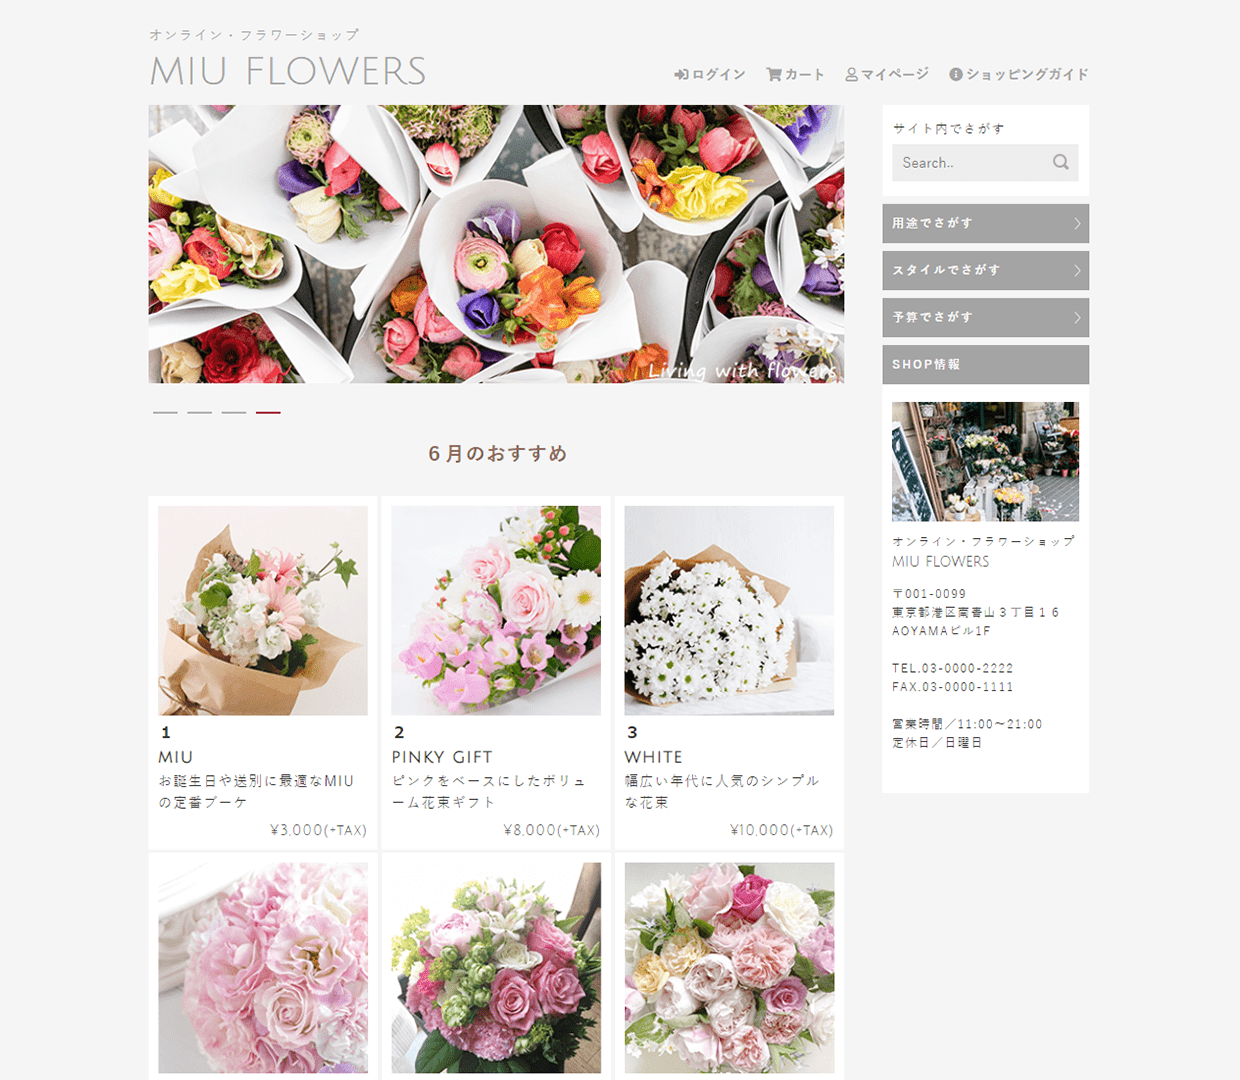 オンライン・フラワーショップ
MIU FLOWERS
ログイン カート マイページ ショッピングガイド
Living with flowers
サイト内でさがす
Search..
用途でさがす
スタイルでさがす
予算でさがす
SHOP情報
オンライン・フラワーショップ
MIU FLOWERS
〒001-0099
東京都港区南青山３丁目１６
AOYAMAビル1F
TEL.03-0000-2222
FAX.03-0000-1111
営業時間／11:00〜21:00
定休日／日曜日
６月のおすすめ
1
MIU
お誕生日や送別に最適なMIU
の定番ブーケ
¥3,000(+TAX)
2
PINKY GIFT
ピンクをベースにしたボリュ
ーム花束ギフト
¥8,000(+TAX)
3
WHITE
幅広い年代に人気のシンプル
な花束
¥10,000(+TAX)